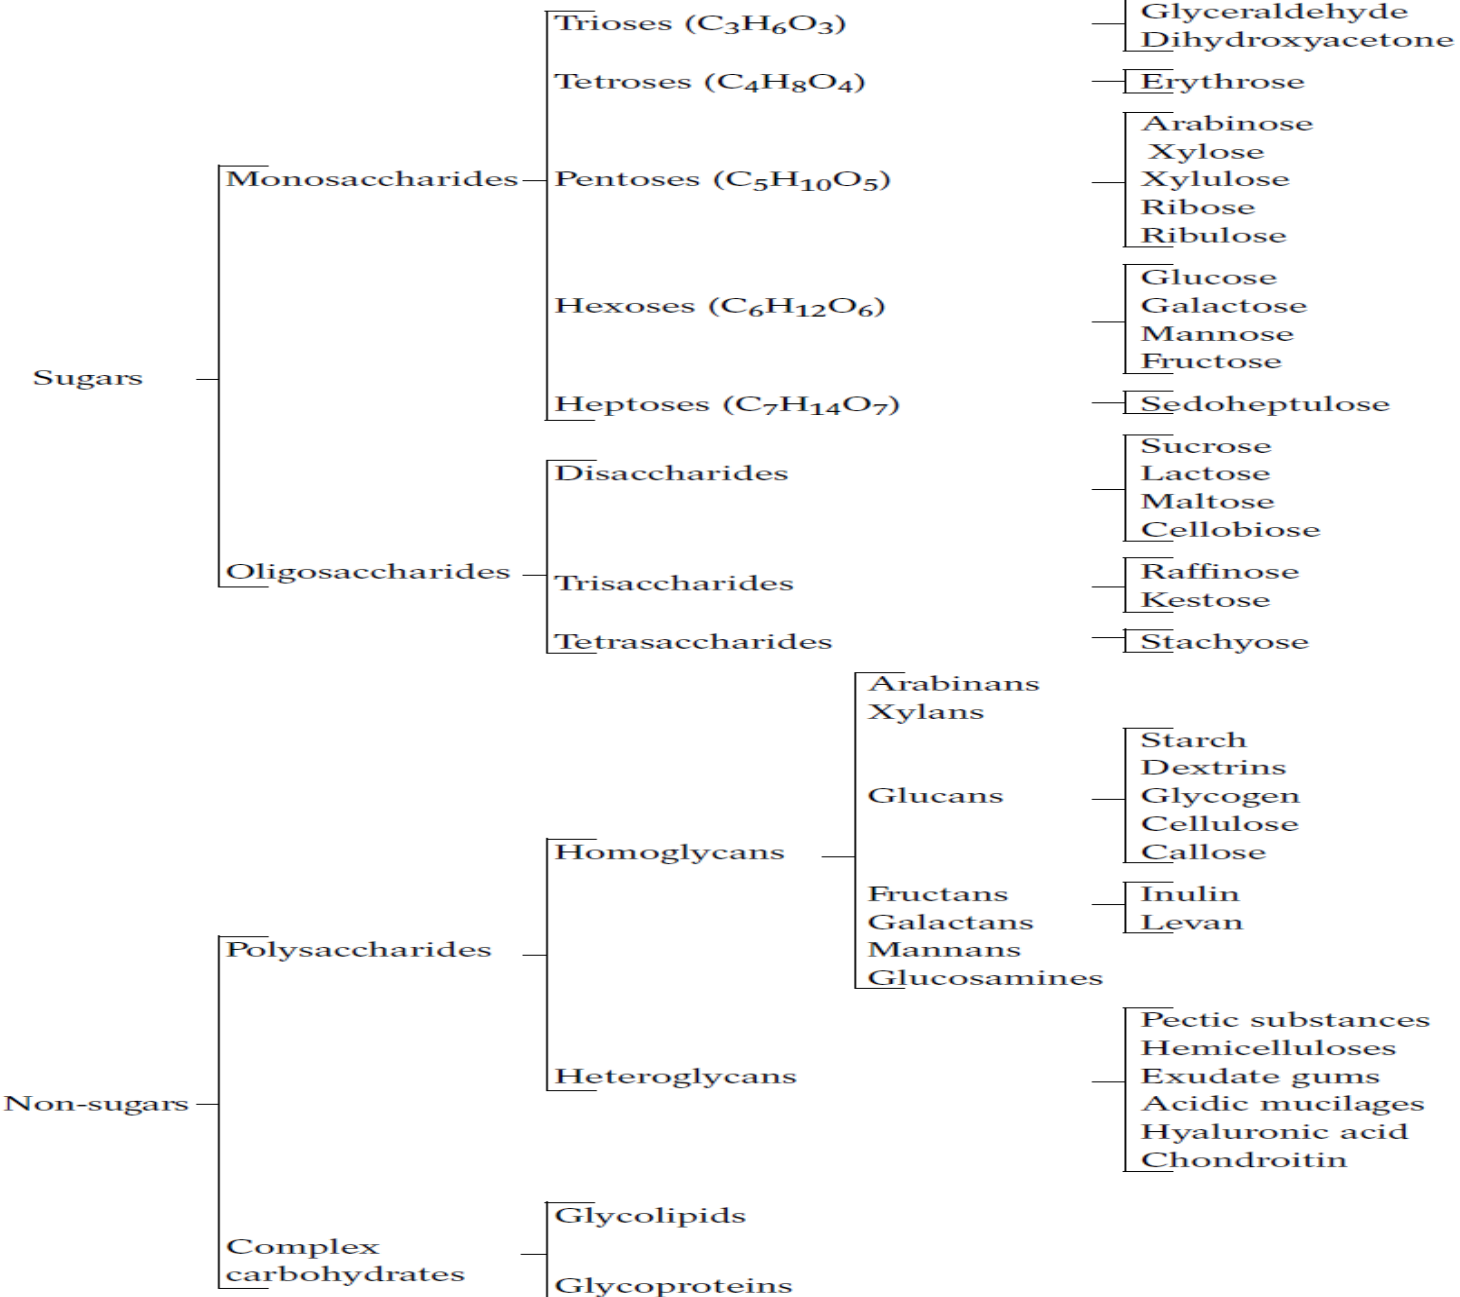 Trioses (C₃H₆O₃)
Glyceraldehyde
Dihydroxyacetone
Tetroses (C₄H₈O₄)
Erythrose
Monosaccharides
Pentoses (C₅H₁₀O₅)
Arabinose
Xylose
Xylulose
Ribose
Ribulose
Hexoses (C₆H₁₂O₆)
Glucose
Galactose
Mannose
Fructose
Sugars
Heptoses (C₇H₁₄O₇)
Sedoheptulose
Disaccharides
Sucrose
Lactose
Maltose
Cellobiose
Oligosaccharides
Trisaccharides
Raffinose
Kestose
Tetrasaccharides
Stachyose
Arabinans
Xylans
Glucans
Starch
Dextrins
Glycogen
Cellulose
Callose
Homoglycans
Fructans
Galactans
Mannans
Glucosamines
Inulin
Levan
Polysaccharides
Heteroglycans
Pectic substances
Hemicelluloses
Exudate gums
Acidic mucilages
Hyaluronic acid
Chondroitin
Non-sugars
Complex
carbohydrates
Glycolipids
Glycoproteins